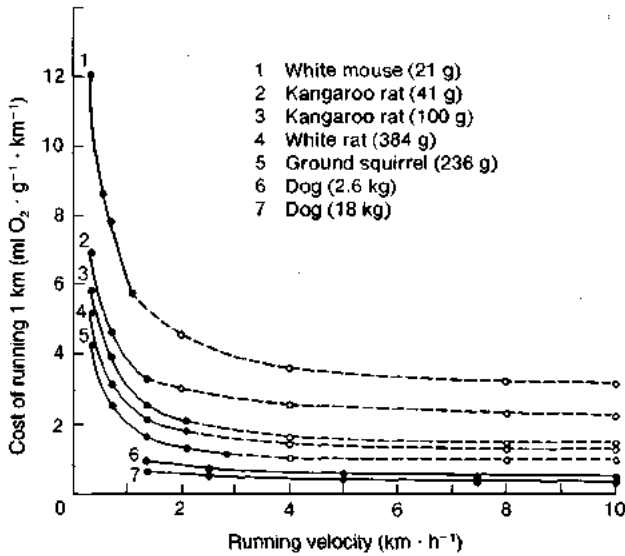 12
10
8
6
4
2
0
Cost of running 1 km (ml O₂ · g⁻¹ · km⁻¹)
1
2
3
4
5
6
7
1 White mouse (21 g)
2 Kangaroo rat (41 g)
3 Kangaroo rat (100 g)
4 White rat (384 g)
5 Ground squirrel (236 g)
6 Dog (2.6 kg)
7 Dog (18 kg)
0 2 4 6 8 10
Running velocity (km · h⁻¹)